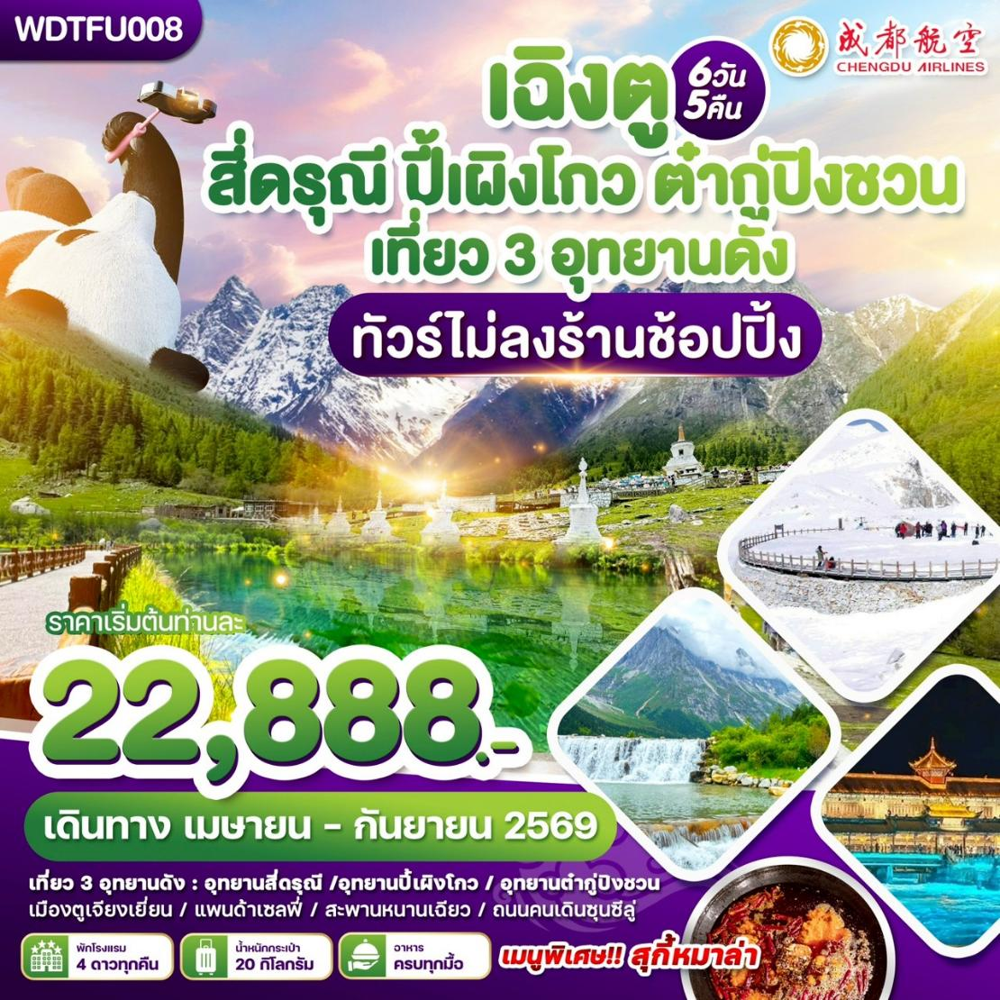 WDTFU008
成都航空
CHENGDU AIRLINES
เฉิงตู
6วัน
5คืน
สี่ดรุณี ปี้เผิงโกว ต๋ากู่ปิงชวน
เที่ยว 3 อุทยานดัง
ทัวร์ไม่ลงร้านช้อปปิ้ง
ราคาเริ่มต้นท่านละ
22,888.-
เดินทาง เมษายน - กันยายน 2569
เที่ยว 3 อุทยานดัง : อุทยานสี่ดรุณี /อุทยานปี้เผิงโกว / อุทยานต๋ากู่ปิงชวน
เมืองตูเจียงเยี่ยน / แพนด้าเซลฟี่ / สะพานหนานเฉียว / ถนนคนเดินซุนซีลู่
พักโรงแรม
4 ดาวทุกคืน
น้ำหนักกระเป๋า
20 กิโลกรัม
อาหาร
ครบทุกมื้อ
เมนูพิเศษ!! สุกี้หมาล่า